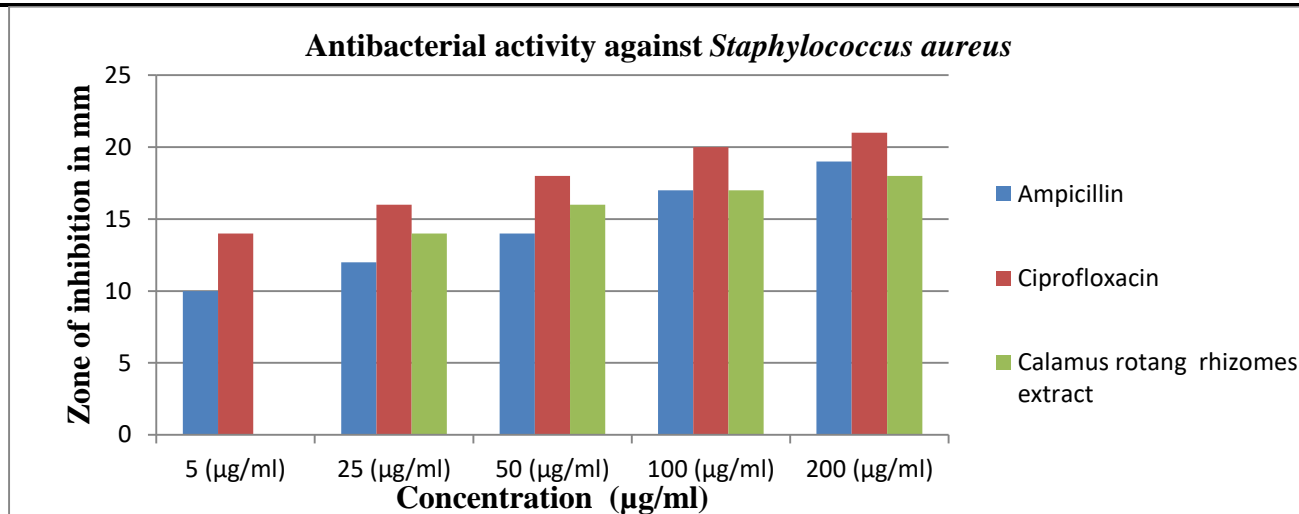 Antibacterial activity against Staphylococcus aureus
Zone of inhibition in mm
25
20
15
10
5
0
5 (µg/ml) 25 (µg/ml) 50 (µg/ml) 100 (µg/ml) 200 (µg/ml)
Concentration (µg/ml)
Ampicillin
Ciprofloxacin
Calamus rotang rhizomes
extract